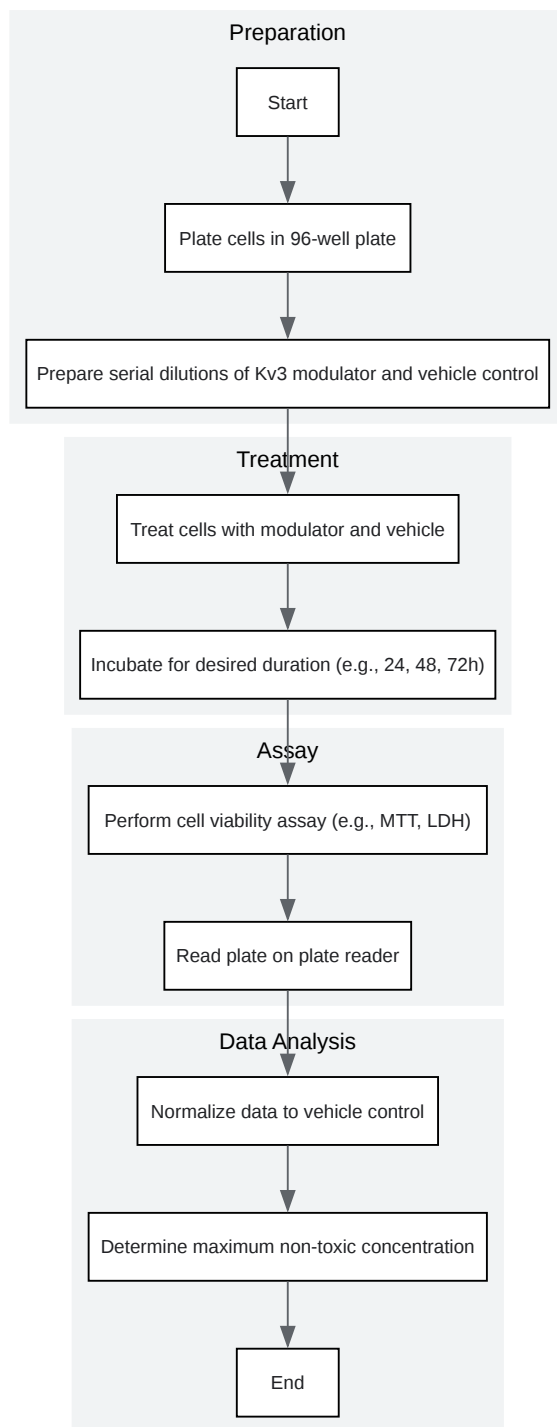 Preparation
Start
Plate cells in 96-well plate
Prepare serial dilutions of Kv3 modulator and vehicle control
Treatment
Treat cells with modulator and vehicle
Incubate for desired duration (e.g., 24, 48, 72h)
Assay
Perform cell viability assay (e.g., MTT, LDH)
Read plate on plate reader
Data Analysis
Normalize data to vehicle control
Determine maximum non-toxic concentration
End